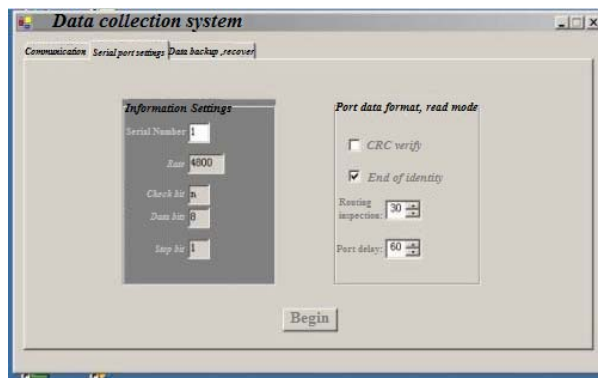 Data collection system
Communication Serial port settings Data backup ,recover
Information Settings
Serial Number 1
Rate 4800
Check bit n
Data bits 8
Stop bit 1
Port data format, read mode
CRC verify
End of identity
Routing
inspection: 30
Port delay: 60
Begin